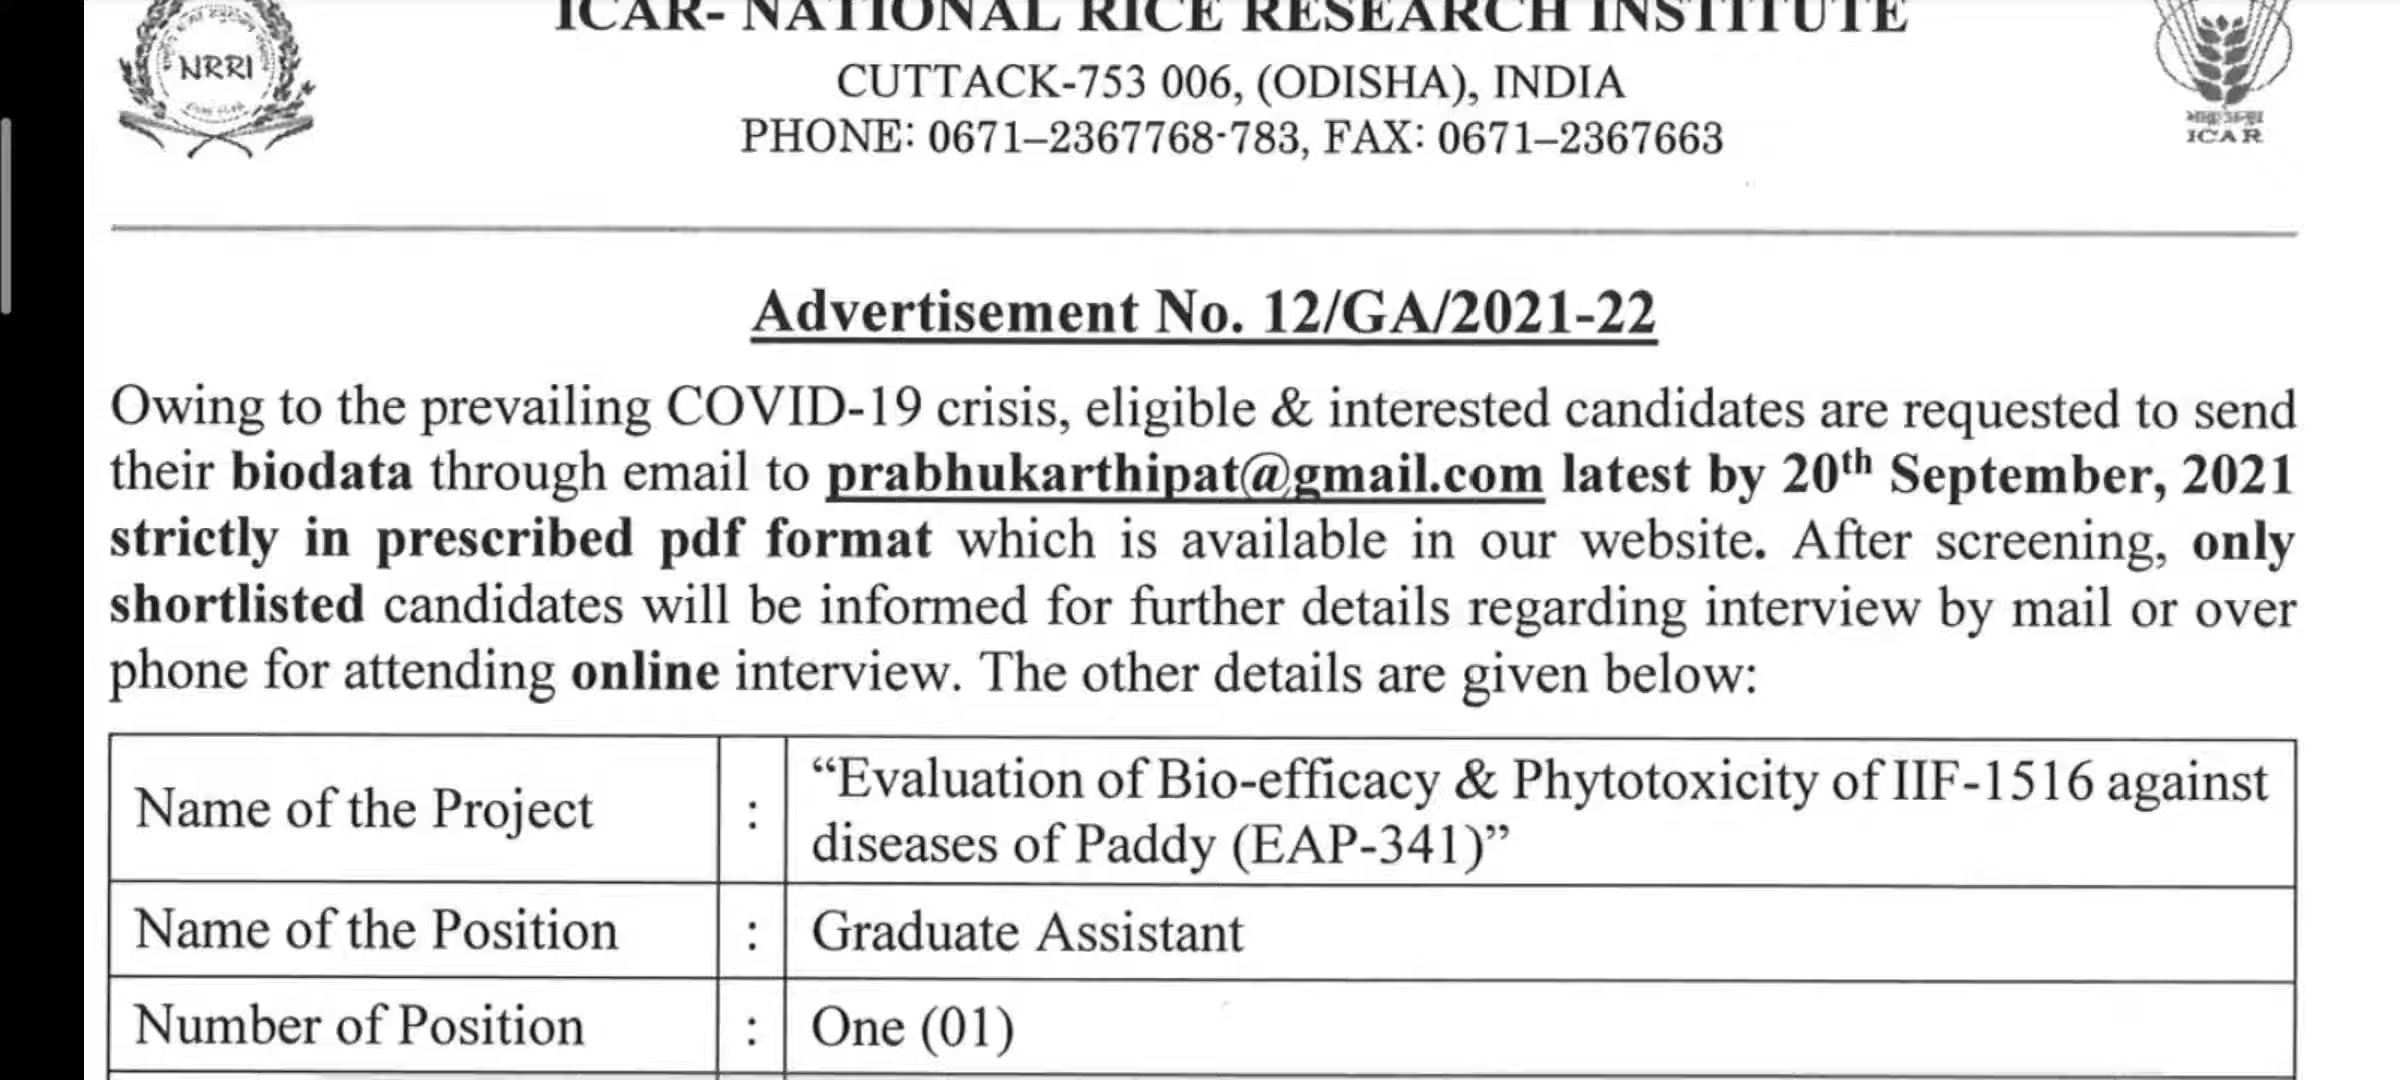 ICAR- NATIONAL RICE RESEARCH INSTITUTE
NRRI
CUTTACK-753 006, (ODISHA), INDIA
PHONE: 0671–2367768-783, FAX: 0671–2367663
ICAR
Advertisement No. 12/GA/2021-22
Owing to the prevailing COVID-19 crisis, eligible & interested candidates are requested to send
their biodata through email to prabhukarthipat@gmail.com latest by 20th September, 2021
strictly in prescribed pdf format which is available in our website. After screening, only
shortlisted candidates will be informed for further details regarding interview by mail or over
phone for attending online interview. The other details are given below:
Name of the Project : “Evaluation of Bio-efficacy & Phytotoxicity of IIF-1516 against
diseases of Paddy (EAP-341)”
Name of the Position : Graduate Assistant
Number of Position : One (01)